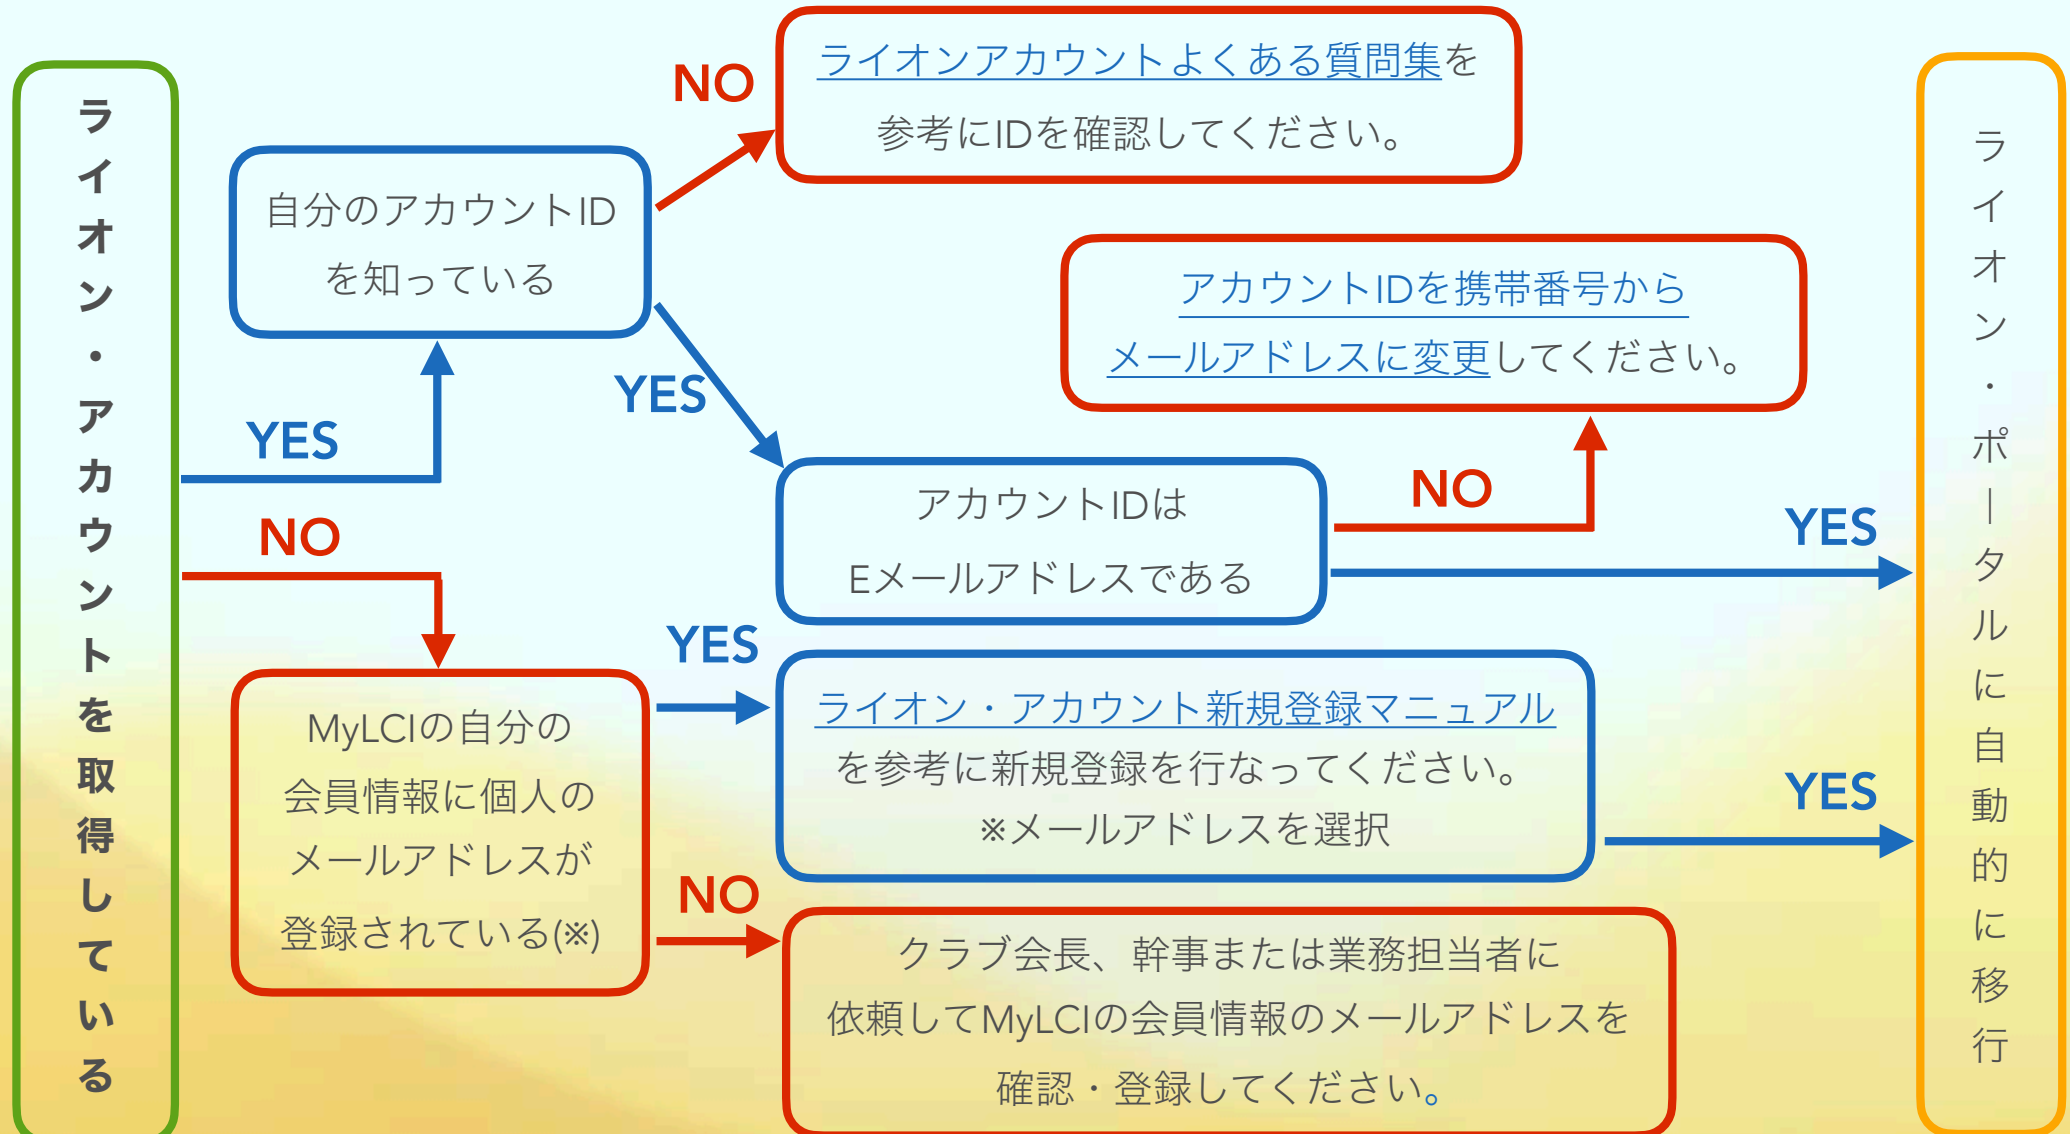 ライオン・アカウントを取得している
YES
NO
自分のアカウントID
を知っている
NO
YES
ライオンアカウントよくある質問集を
参考にIDを確認してください。
アカウントIDを携帯番号から
メールアドレスに変更してください。
アカウントIDは
Eメールアドレスである
NO
YES
MyLCIの自分の
会員情報に個人の
メールアドレスが
登録されている(※)
YES
NO
ライオン・アカウント新規登録マニュアル
を参考に新規登録を行なってください。
※メールアドレスを選択
YES
クラブ会長、幹事または業務担当者に
依頼してMyLCIの会員情報のメールアドレスを
確認・登録してください。
ライオン・ポータルに自動的に移行